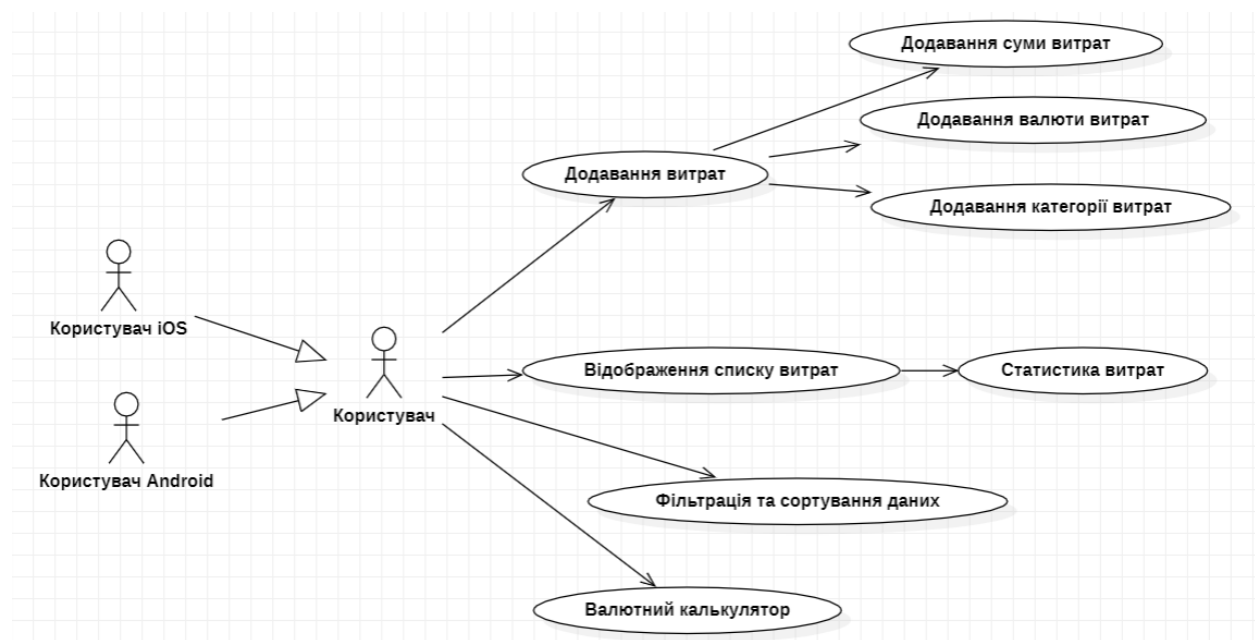 Додавання суми витрат
Додавання валюти витрат
Додавання витрат
Додавання категорії витрат
Користувач iOS
Відображення списку витрат
Статистика витрат
Користувач
Користувач Android
Фільтрація та сортування даних
Валютний калькулятор